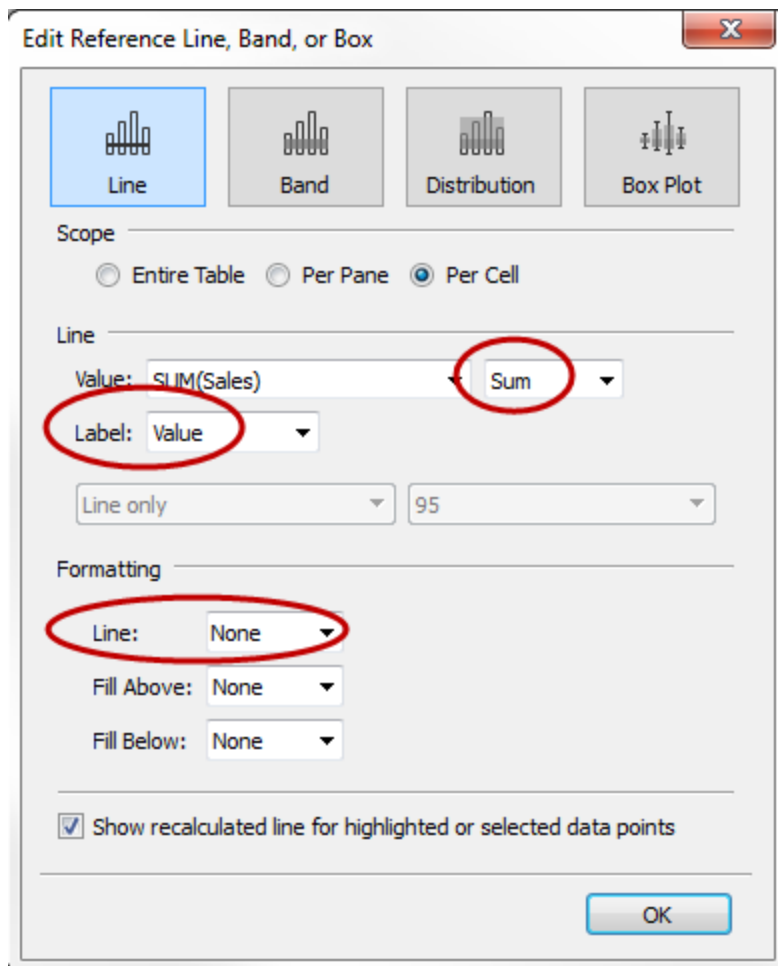 Edit Reference Line, Band, or Box
x
Line Band Distribution Box Plot
Scope
Entire Table Per Pane Per Cell
Line
Value: SUM(Sales) Sum
Label: Value
Line only 95
Formatting
Line: None
Fill Above: None
Fill Below: None
Show recalculated line for highlighted or selected data points
OK